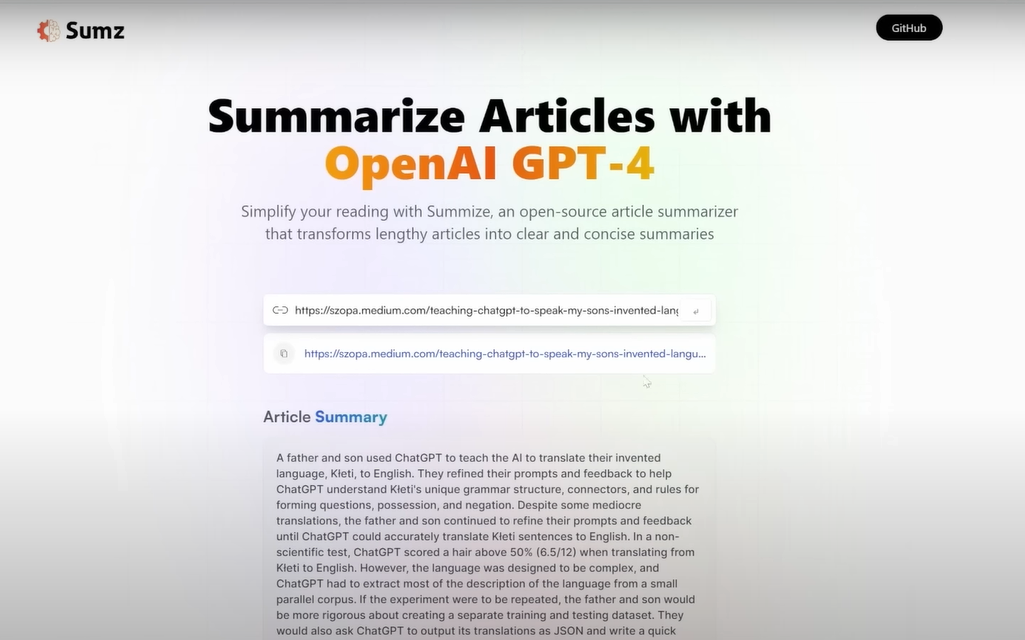 Sumz
GitHub
Summarize Articles with
OpenAI GPT-4
Simplify your reading with Summize, an open-source article summarizer
that transforms lengthy articles into clear and concise summaries
https://szopa.medium.com/teaching-chatgpt-to-speak-my-sons-invented-lang
https://szopa.medium.com/teaching-chatgpt-to-speak-my-sons-invented-langu...
Article Summary
A father and son used ChatGPT to teach the AI to translate their invented
language, Kłeti, to English. They refined their prompts and feedback to help
ChatGPT understand Kłeti's unique grammar structure, connectors, and rules for
forming questions, possession, and negation. Despite some mediocre
translations, the father and son continued to refine their prompts and feedback
until ChatGPT could accurately translate Kłeti sentences to English. In a non-
scientific test, ChatGPT scored a hair above 50% (6.5/12) when translating from
Kłeti to English. However, the language was designed to be complex, and
ChatGPT had to extract most of the description of the language from a small
parallel corpus. If the experiment were to be repeated, the father and son would
be more rigorous about creating a separate training and testing dataset. They
would also ask ChatGPT to output its translations as JSON and write a quick